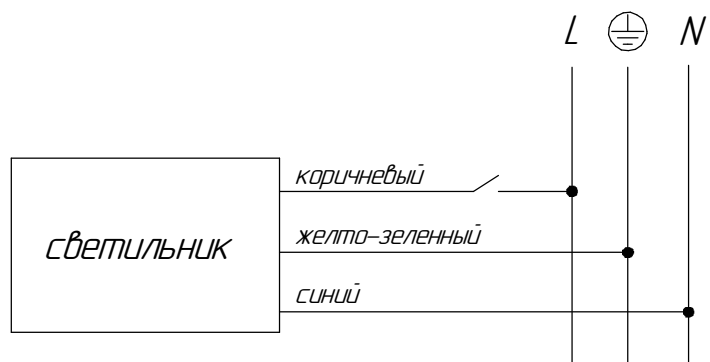 L N
коричневый
светильник
желто-зеленный
синий